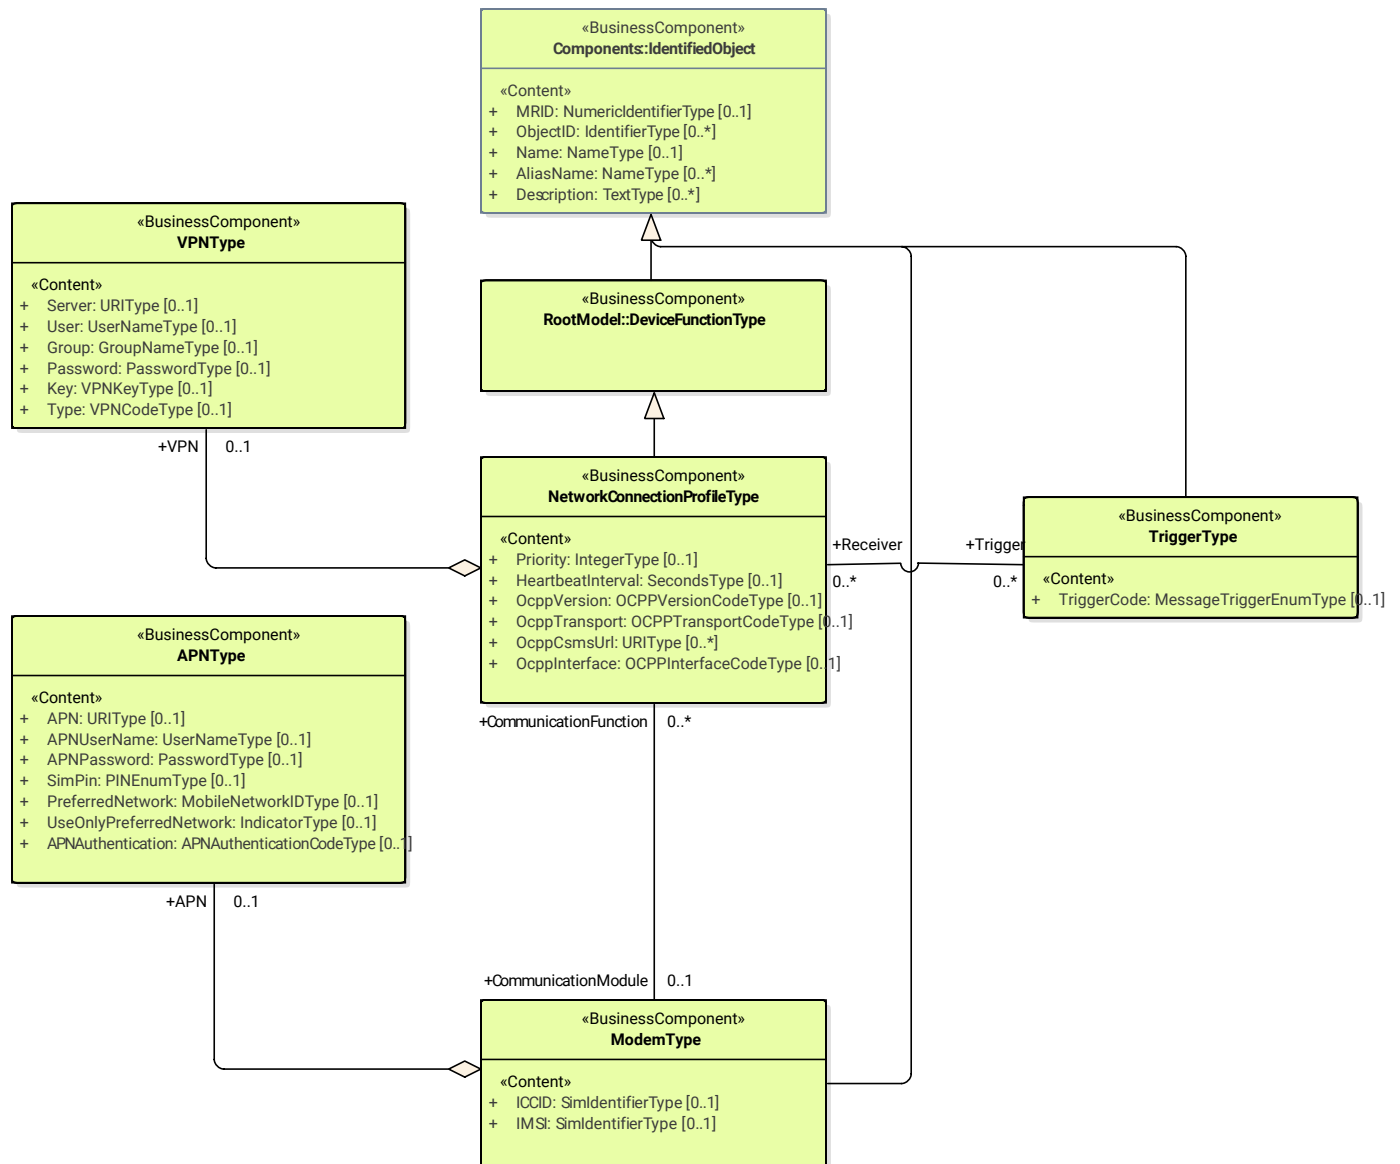 «BusinessComponent»
Components::IdentifiedObject
«Content»
+ MRID: NumericIdentifierType [0..1]
+ ObjectID: IdentifierType [0..*]
+ Name: NameType [0..1]
+ AliasName: NameType [0..*]
+ Description: TextType [0..*]
«BusinessComponent»
VPNType
«Content»
+ Server: URIType [0..1]
+ User: UserNameType [0..1]
+ Group: GroupNameType [0..1]
+ Password: PasswordType [0..1]
+ Key: VPNKeyType [0..1]
+ Type: VPNCodeType [0..1]
+VPN 0..1
«BusinessComponent»
RootModel::DeviceFunctionType
«BusinessComponent»
NetworkConnectionProfileType
«Content»
+ Priority: IntegerType [0..1]
+ HeartbeatInterval: SecondsType [0..1]
+ OcppVersion: OCPPVersionCodeType [0..1]
+ OcppTransport: OCPPTransportCodeType [0..1]
+ OcppCsmsUrl: URIType [0..*]
+ OcppInterface: OCPPInterfaceCodeType [0..1]
+Receiver +Trigger
0..* 0..*
«BusinessComponent»
TriggerType
«Content»
+ TriggerCode: MessageTriggerEnumType [0..1]
«BusinessComponent»
APNType
«Content»
+ APN: URIType [0..1]
+ APNUserName: UserNameType [0..1]
+ APNPassword: PasswordType [0..1]
+ SimPin: PINEnumType [0..1]
+ PreferredNetwork: MobileNetworkIDType [0..1]
+ UseOnlyPreferredNetwork: IndicatorType [0..1]
+ APNAuthentication: APNAuthenticationCodeType [0..1]
+APN 0..1
+CommunicationFunction 0..*
+CommunicationModule 0..1
«BusinessComponent»
ModemType
«Content»
+ ICCID: SimIdentifierType [0..1]
+ IMSI: SimIdentifierType [0..1]